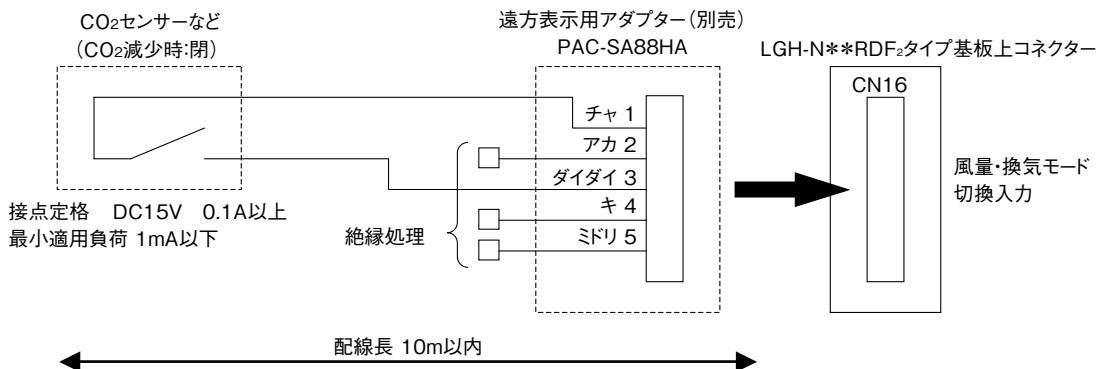 CO₂センサーなど
(CO₂減少時:閉)
接点定格 DC15V 0.1A以上
最小適用負荷 1mA以下
絶縁処理
遠方表示用アダプター(別売)
PAC-SA88HA
チャ 1
アカ 2
ダイダイ 3
キ 4
ミドリ 5
LGH-N**RDF₂タイプ基板上コネクター
CN16
風量・換気モード
切換入力
配線長 10m以内